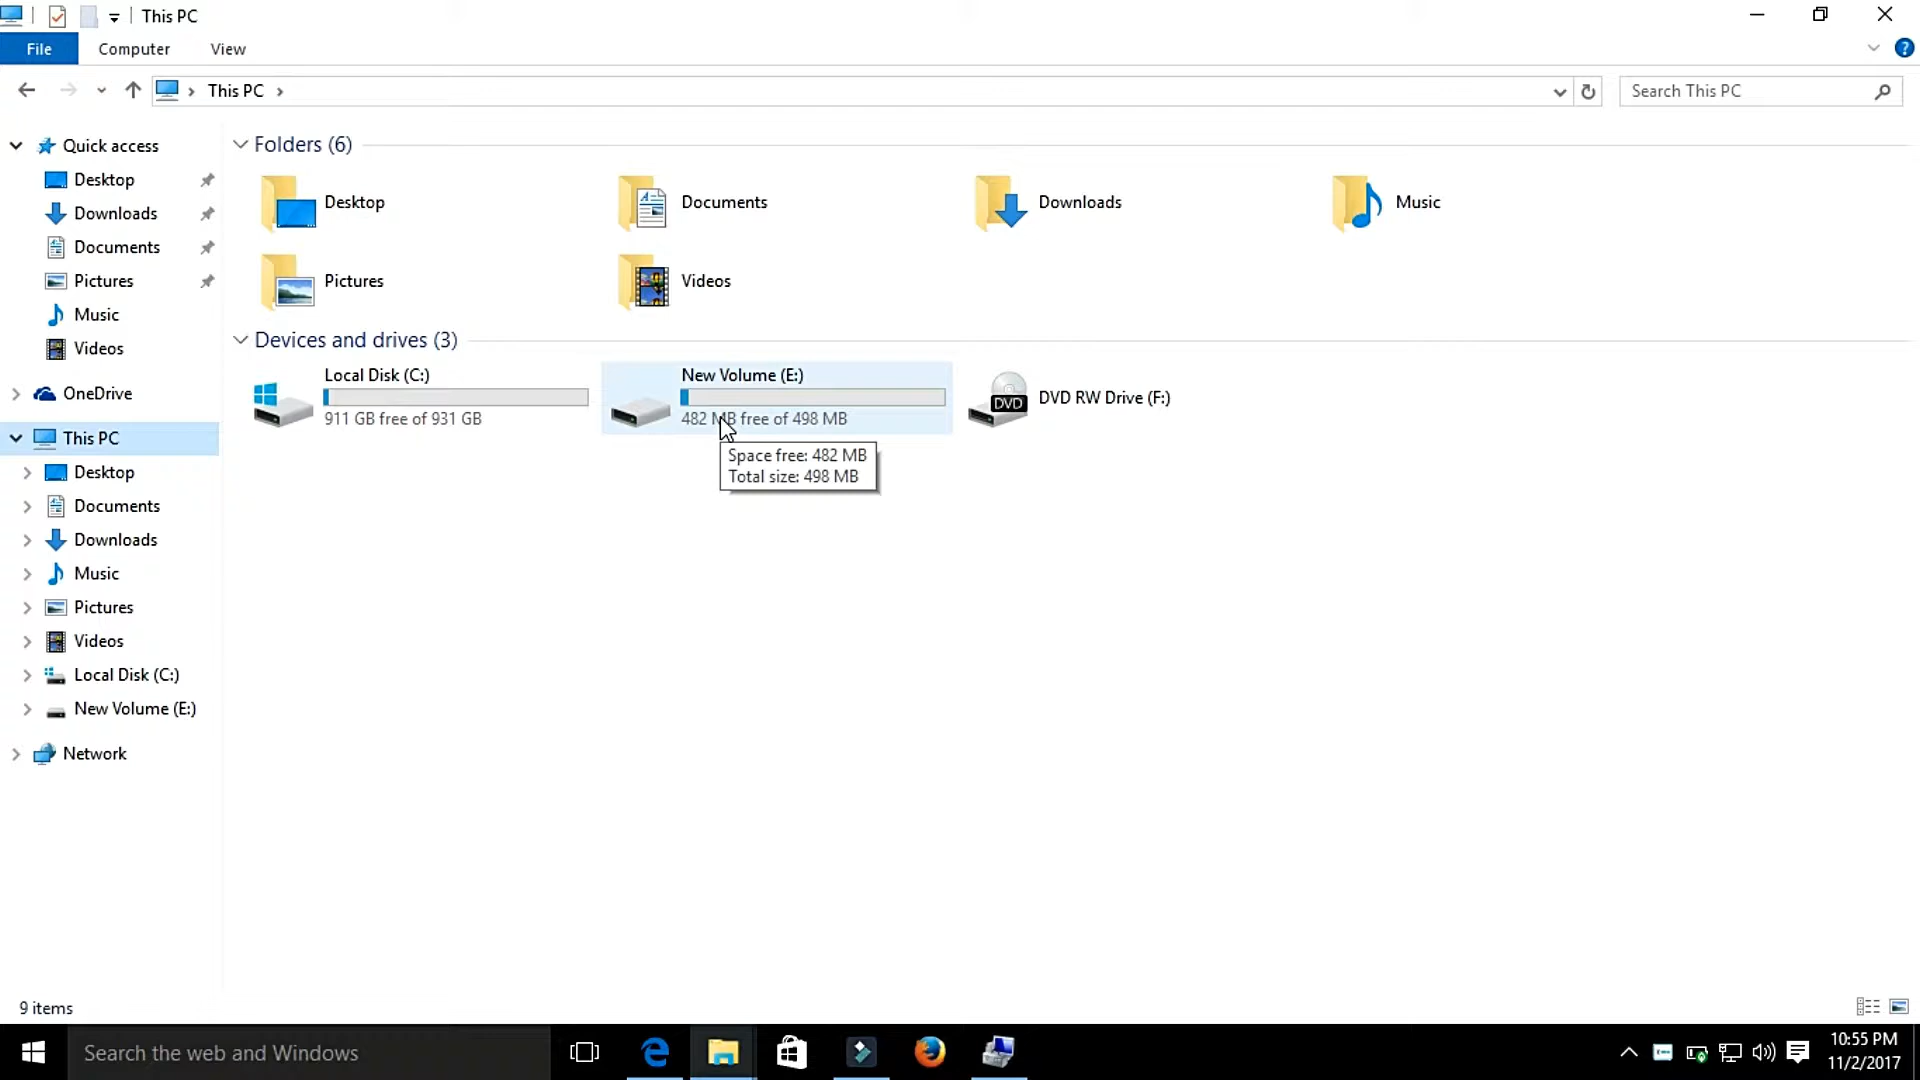 This PC
File Computer View
This PC
Search This PC
Quick access
Desktop
Downloads
Documents
Pictures
Music
Videos
OneDrive
This PC
Desktop
Documents
Downloads
Music
Pictures
Videos
Local Disk (C:)
New Volume (E:)
Network
Folders (6)
Desktop
Documents
Downloads
Music
Pictures
Videos
Devices and drives (3)
Local Disk (C:)
911 GB free of 931 GB
New Volume (E:)
482 MB free of 498 MB
DVD
DVD RW Drive (F:)
Space free: 482 MB
Total size: 498 MB
9 items
Search the web and Windows
10:55 PM
11/2/2017